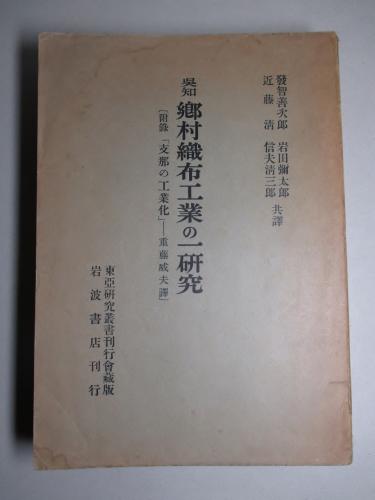 發智善次郎 岩田彌太郎
近藤清 信夫清三郎 共譯
吳知 鄕村織布工業の一硏究
〔附錄「支那の工業化」——重藤威夫譯〕
東亞硏究叢書刊行會藏版
岩波書店刊行